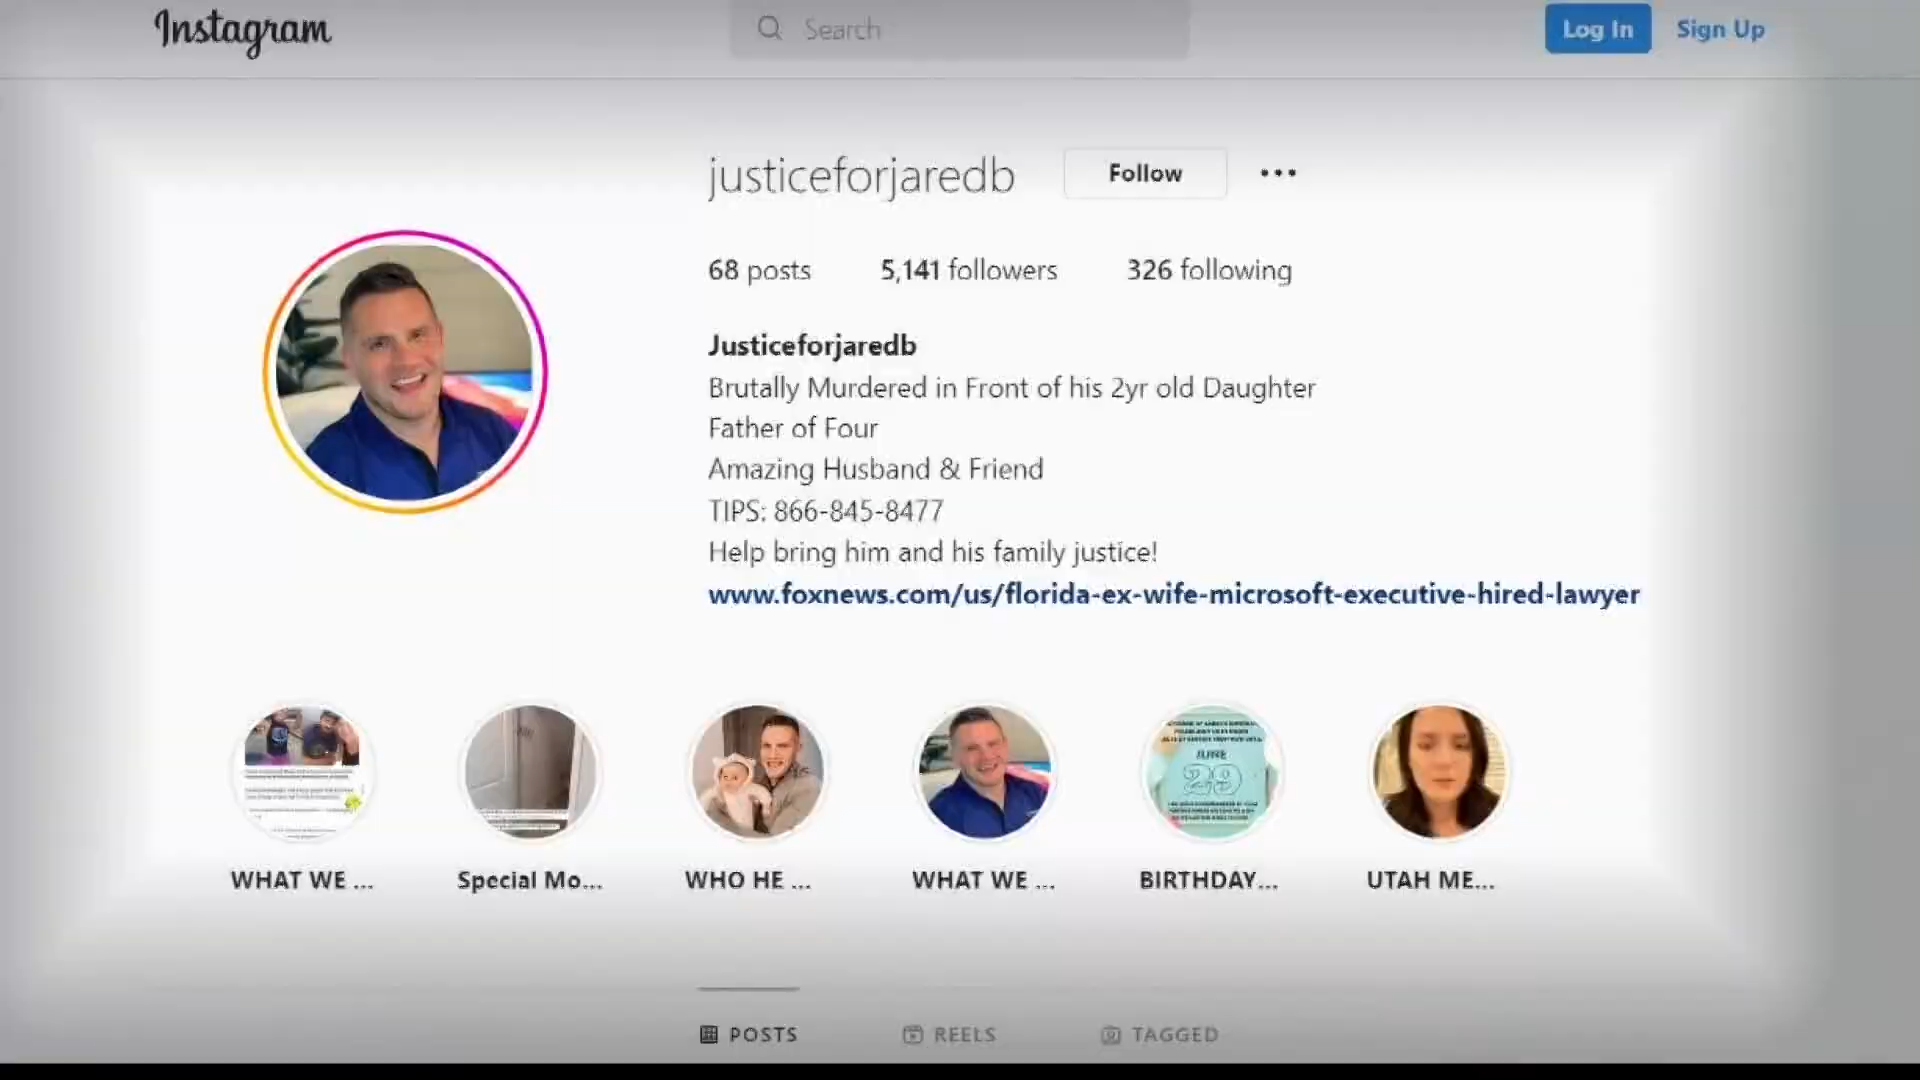 Instagram
Search
Log In
Sign Up
justiceforjaredb
Follow
68 posts
5,141 followers
326 following
Justiceforjaredb
Brutally Murdered in Front of his 2yr old Daughter
Father of Four
Amazing Husband & Friend
TIPS: 866-845-8477
Help bring him and his family justice!
www.foxnews.com/us/florida-ex-wife-microsoft-executive-hired-lawyer
JUNE
29
WHAT WE ...
Special Mo...
WHO HE ...
WHAT WE ...
BIRTHDAY...
UTAH ME...
POSTS
REELS
TAGGED